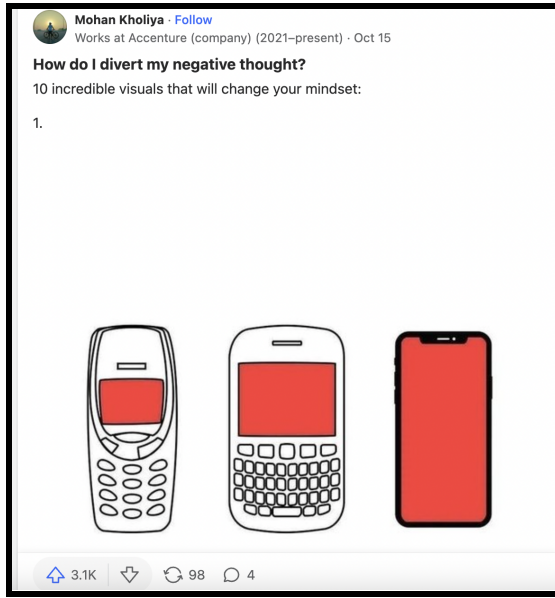 Mohan Kholiya · Follow
Works at Accenture (company) (2021–present) · Oct 15
How do I divert my negative thought?
10 incredible visuals that will change your mindset:
1.
3.1K 98 4